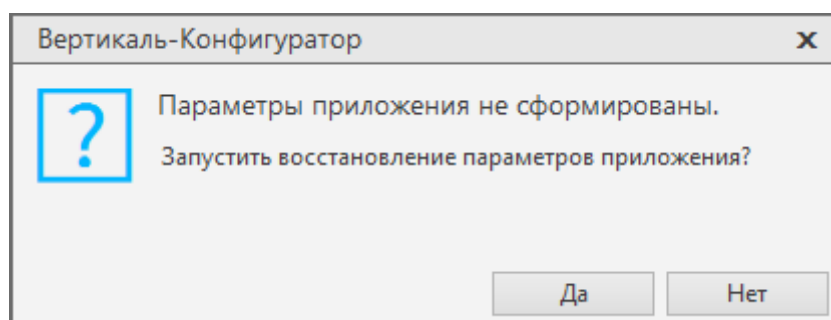 Вертикаль-Конфигуратор x
?
Параметры приложения не сформированы.
Запустить восстановление параметров приложения?
Да Нет